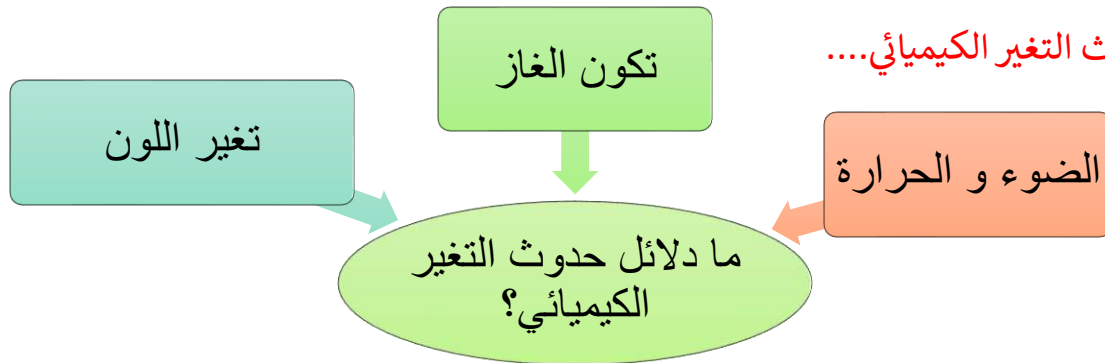 ث التغير الكيميائي....
تكون الغاز
تغير اللون
الضوء و الحرارة
ما دلائل حدوث التغير
الكيميائي؟